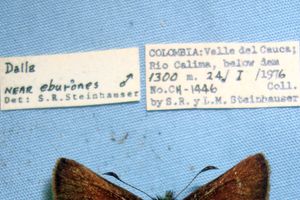 Dalla
NEAR eburones ♂
Det: S.R.Steinhauser
COLOMBIA: Valle del Cauca;
Rio Calima, below dam
1300 m. 24/ I /1976
No.CH-1446 Coll.
by S.R. y L.M. Steinhauser